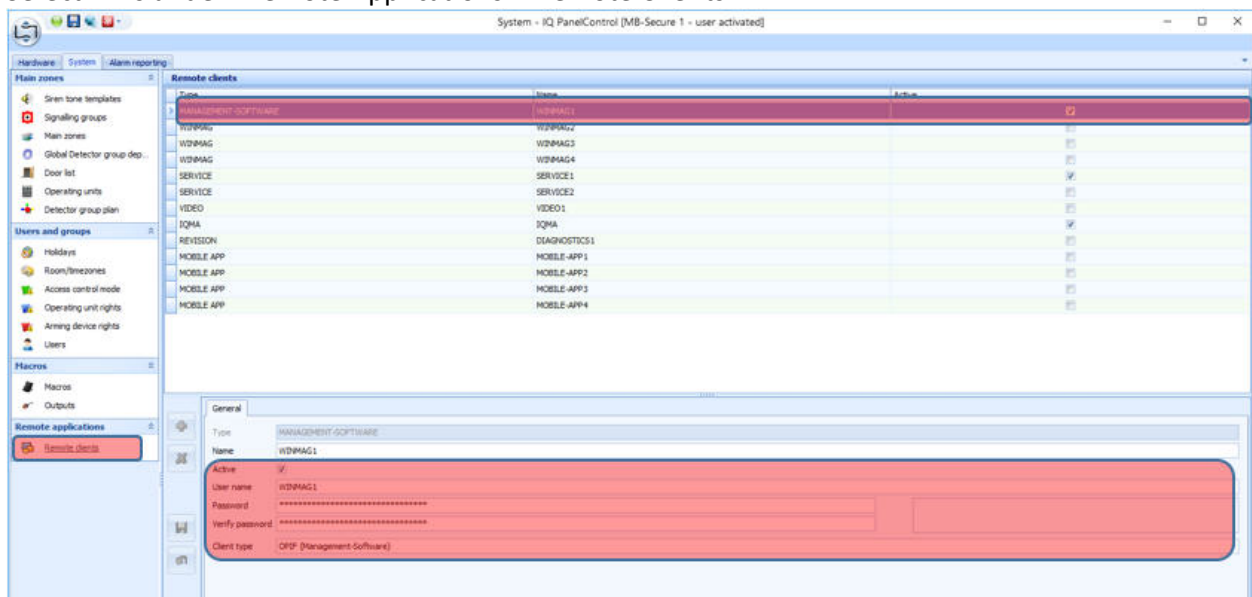 System - IQ PanelControl [MB-Secure 1 - user activated]
Hardware System Alarm reporting
Main zones
Siren tone templates
Signaling groups
Main zones
Global Detector group dep...
Door list
Operating units
Detector group plan
Users and groups
Holidays
Room/timezones
Access control mode
Operating unit rights
Arming device rights
Users
Macros
Macros
Outputs
Remote applications
Remote clients
Remote clients
Type Name Active
MANAGEMENT-SOFTWARE WINMAG1
WINMAG WINMAG2
WINMAG WINMAG3
WINMAG WINMAG4
SERVICE SERVICE1
SERVICE SERVICE2
VIDEO VIDEO1
IQMA IQMA
REVISION DIAGNOSTICS1
MOBILE APP MOBILE-APP1
MOBILE APP MOBILE-APP2
MOBILE APP MOBILE-APP3
MOBILE APP MOBILE-APP4
General
Type MANAGEMENT-SOFTWARE
Name WINMAG1
Active
User name WINMAG1
Password
Verify password
Client type OPIF (Management-Software)